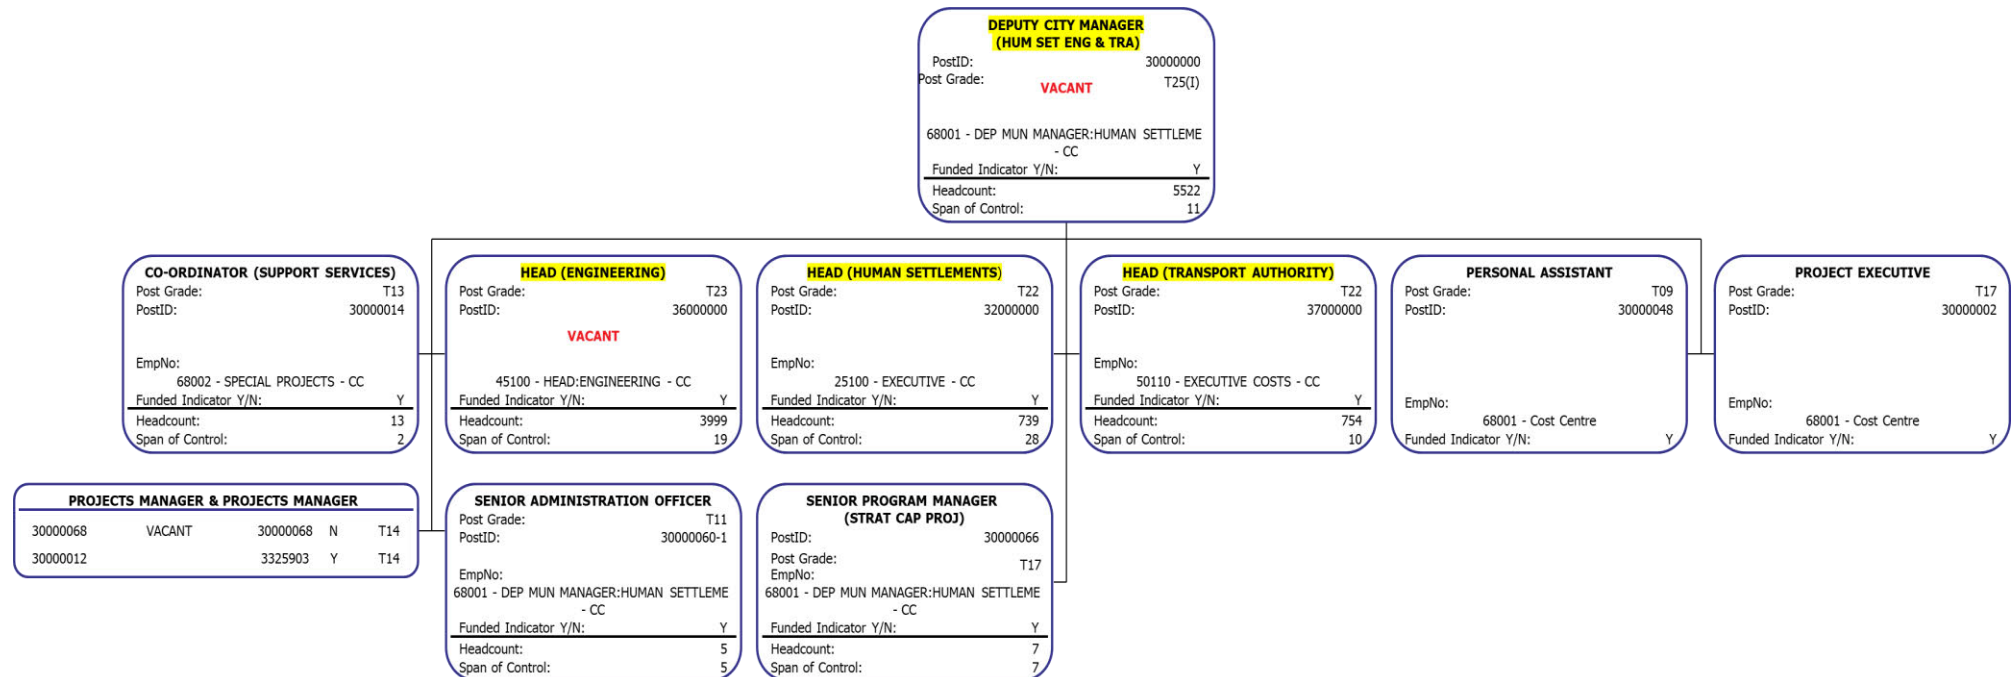 DEPUTY CITY MANAGER
(HUM SET ENG & TRA)
PostID: 30000000
Post Grade: T25(I)
VACANT
68001 - DEP MUN MANAGER:HUMAN SETTLEME
- CC
Funded Indicator Y/N: Y
Headcount: 5522
Span of Control: 11
CO-ORDINATOR (SUPPORT SERVICES)
Post Grade: T13
PostID: 30000014
EmpNo:
68002 - SPECIAL PROJECTS - CC
Funded Indicator Y/N: Y
Headcount: 13
Span of Control: 2
HEAD (ENGINEERING)
Post Grade: T23
PostID: 36000000
VACANT
45100 - HEAD:ENGINEERING - CC
Funded Indicator Y/N: Y
Headcount: 3999
Span of Control: 19
HEAD (HUMAN SETTLEMENTS)
Post Grade: T22
PostID: 32000000
EmpNo:
25100 - EXECUTIVE - CC
Funded Indicator Y/N: Y
Headcount: 739
Span of Control: 28
HEAD (TRANSPORT AUTHORITY)
Post Grade: T22
PostID: 37000000
EmpNo:
50110 - EXECUTIVE COSTS - CC
Funded Indicator Y/N: Y
Headcount: 754
Span of Control: 10
PERSONAL ASSISTANT
Post Grade: T09
PostID: 30000048
EmpNo:
68001 - Cost Centre
Funded Indicator Y/N: Y
PROJECT EXECUTIVE
Post Grade: T17
PostID: 30000002
EmpNo:
68001 - Cost Centre
Funded Indicator Y/N: Y
PROJECTS MANAGER & PROJECTS MANAGER
30000068 VACANT 30000068 N T14
30000012 3325903 Y T14
SENIOR ADMINISTRATION OFFICER
Post Grade: T11
PostID: 30000060-1
EmpNo:
68001 - DEP MUN MANAGER:HUMAN SETTLEME
- CC
Funded Indicator Y/N: Y
Headcount: 5
Span of Control: 5
SENIOR PROGRAM MANAGER
(STRAT CAP PROJ)
PostID: 30000066
Post Grade: T17
EmpNo:
68001 - DEP MUN MANAGER:HUMAN SETTLEME
- CC
Funded Indicator Y/N: Y
Headcount: 7
Span of Control: 7